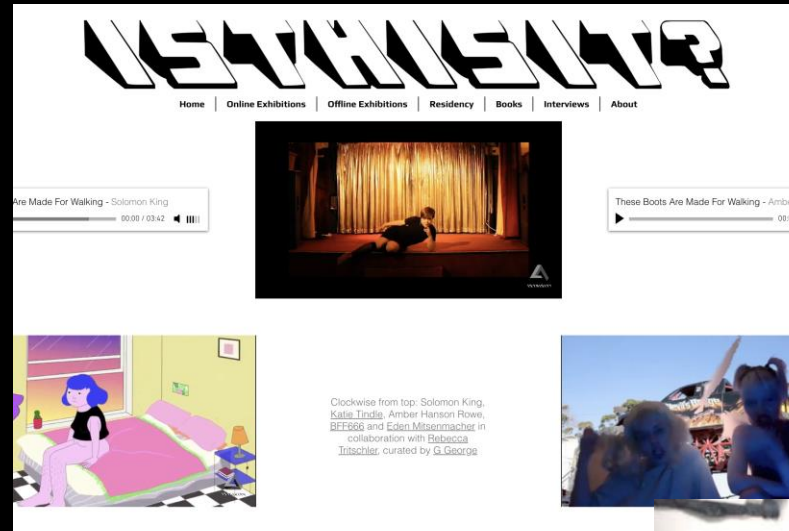 ISTHISIT?
Home | Online Exhibitions | Offline Exhibitions | Residency | Books | Interviews | About
Are Made For Walking - Solomon King
00:00 / 03:42
These Boots Are Made For Walking - Ambe
00:
Clockwise from top: Solomon King,
Katie Tindle, Amber Hanson Rowe,
BFF666 and Eden Mitsenmacher in
collaboration with Rebecca
Tritschler, curated by G George